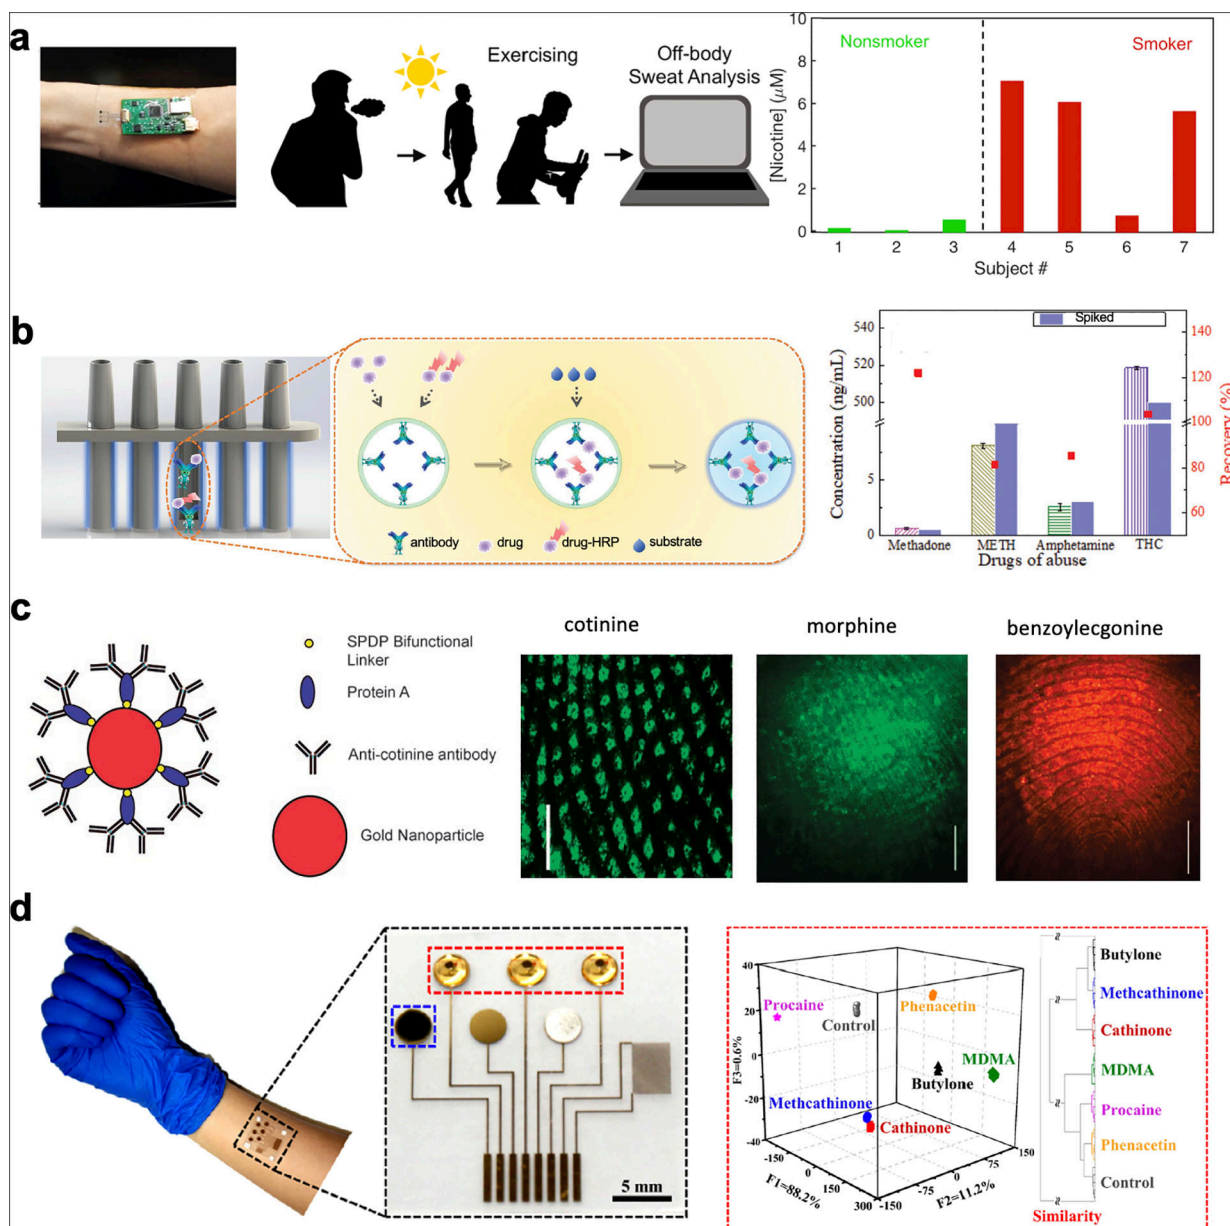 a
Exercising
Off-body
Sweat Analysis
[Nicotine] (µM)
10
8
6
4
2
0
Nonsmoker
Smoker
1 2 3 4 5 6 7
Subject #
b
antibody drug drug-HRP substrate
Concentration (ng/mL)
540
520
500
5
0
Spiked
140
120
100
80
60
Recovery (%)
Methadone METH Amphetamine THC
Drugs of abuse
c
SPDP Bifunctional
Linker
Protein A
Anti-cotinine antibody
Gold Nanoparticle
cotinine
morphine
benzoylecgonine
d
5 mm
F3=0.6%
40
20
0
-20
-40
Procaine
Control
Phenacetin
MDMA
Butylone
Methcathinone
Cathinone
-150
0
150
300
F1=88.2%
-150
-75
0
75
150
F2=11.2%
Butylone
Methcathinone
Cathinone
MDMA
Procaine
Phenacetin
Control
Similarity